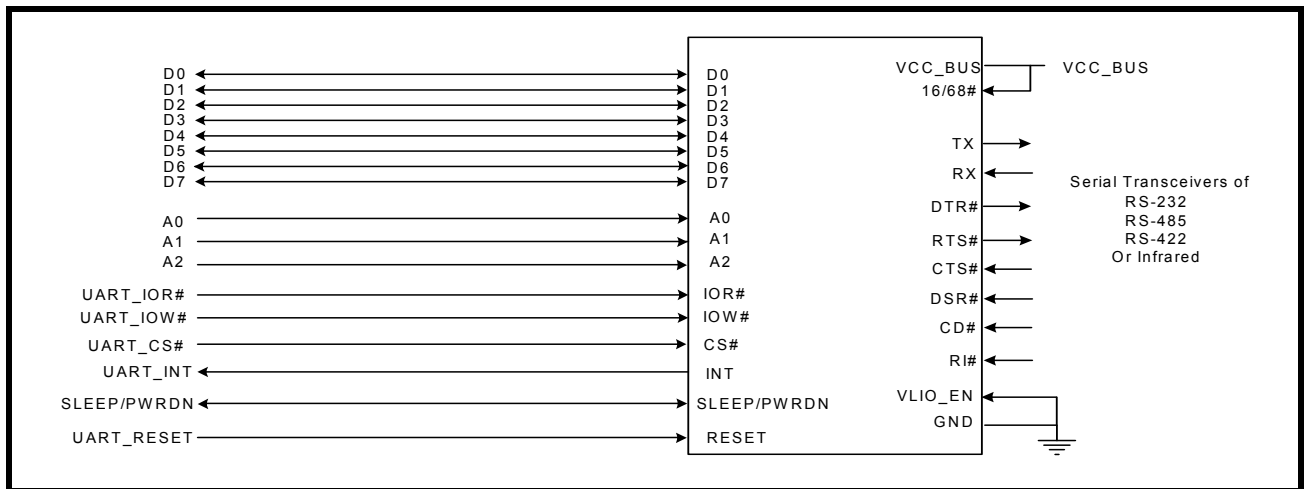 D0
D1
D2
D3
D4
D5
D6
D7
A0
A1
A2
UART_IOR#
UART_IOW#
UART_CS#
UART_INT
SLEEP/PWRDN
UART_RESET
D0
D1
D2
D3
D4
D5
D6
D7
A0
A1
A2
IOR#
IOW#
CS#
INT
SLEEP/PWRDN
RESET
VCC_BUS
16/68#
TX
RX
DTR#
RTS#
CTS#
DSR#
CD#
RI#
VLIO_EN
GND
VCC_BUS
Serial Transceivers of
RS-232
RS-485
RS-422
Or Infrared